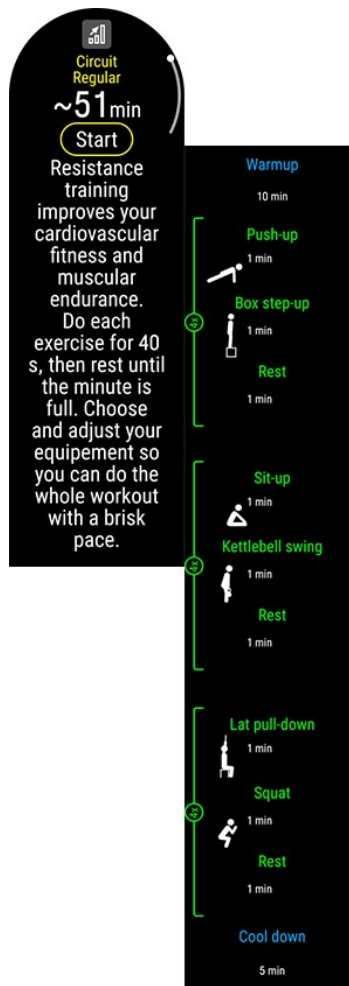 Circuit
Regular
~51min
Start
Resistance
training
improves your
cardiovascular
fitness and
muscular
endurance.
Do each
exercise for 40
s, then rest until
the minute is
full. Choose
and adjust your
equipement so
you can do the
whole workout
with a brisk
pace.
Warmup
10 min
4x
Push-up
1 min
Box step-up
1 min
Rest
1 min
4x
Sit-up
1 min
Kettlebell swing
1 min
Rest
1 min
4x
Lat pull-down
1 min
Squat
1 min
Rest
1 min
Cool down
5 min